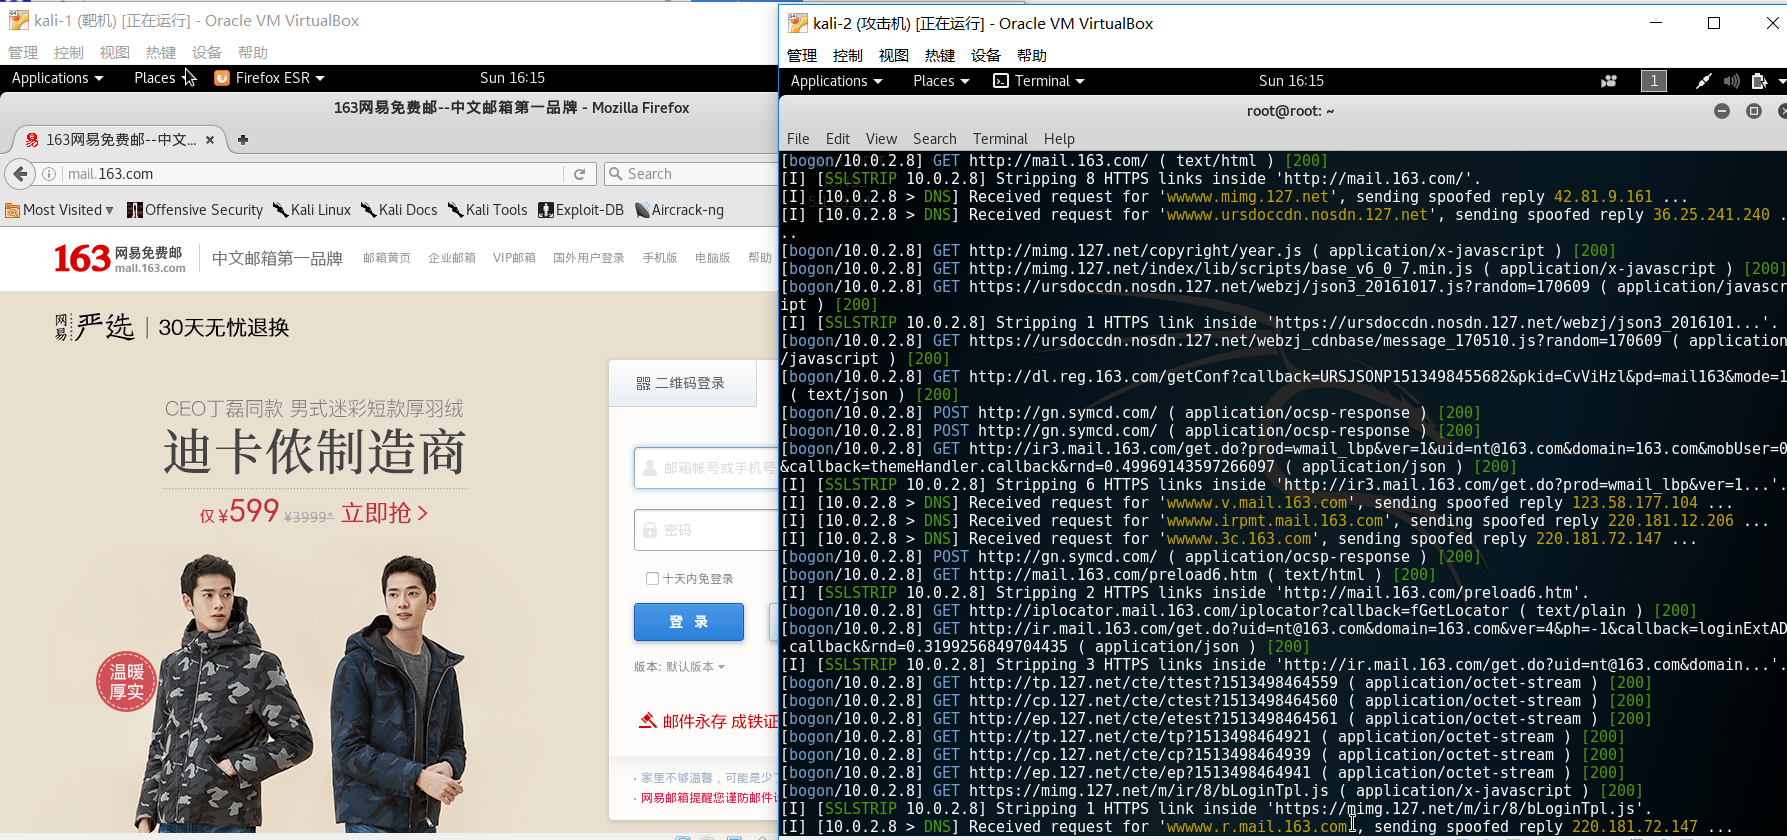 kali-1 (靶机) [正在运行] - Oracle VM VirtualBox
管理 控制 视图 热键 设备 帮助
Applications Places Firefox ESR Sun 16:15
163网易免费邮--中文邮箱第一品牌 - Mozilla Firefox
163网易免费邮--中文...
mail.163.com Search
Most Visited Offensive Security Kali Linux Kali Docs Kali Tools Exploit-DB Aircrack-ng
163 网易免费邮 mail.163.com 中文邮箱第一品牌 邮箱黄页 企业邮箱 VIP邮箱 国外用户登录 手机版 电脑版 帮助
网易严选 30天无忧退换
二维码登录
CEO丁磊同款 男式迷彩短款厚羽绒
迪卡侬制造商
仅¥599 ¥3999* 立即抢 >
邮箱帐号或手机号
密码
十天内免登录
登 录
版本: 默认版本
温暖
厚实
邮件永存 成铁证
· 家里不够温馨，可能是少了
· 网易邮箱提醒您谨防邮件
kali-2 (攻击机) [正在运行] - Oracle VM VirtualBox
管理 控制 视图 热键 设备 帮助
Applications Places Terminal Sun 16:15 1
root@root: ~
File Edit View Search Terminal Help
[bogon/10.0.2.8] GET http://mail.163.com/ ( text/html ) [200]
[I] [SSLSTRIP 10.0.2.8] Stripping 8 HTTPS links inside 'http://mail.163.com/'.
[I] [10.0.2.8 > DNS] Received request for 'wwwww.mimg.127.net', sending spoofed reply 42.81.9.161 ...
[I] [10.0.2.8 > DNS] Received request for 'wwwww.ursdoccdn.nosdn.127.net', sending spoofed reply 36.25.241.240 .
..
[bogon/10.0.2.8] GET http://mimg.127.net/copyright/year.js ( application/x-javascript ) [200]
[bogon/10.0.2.8] GET http://mimg.127.net/index/lib/scripts/base_v6_0_7.min.js ( application/x-javascript ) [200]
[bogon/10.0.2.8] GET https://ursdoccdn.nosdn.127.net/webzj/json3_20161017.js?random=170609 ( application/javascr
ipt ) [200]
[I] [SSLSTRIP 10.0.2.8] Stripping 1 HTTPS link inside 'https://ursdoccdn.nosdn.127.net/webzj/json3_2016101...'.
[bogon/10.0.2.8] GET https://ursdoccdn.nosdn.127.net/webzj_cdnbase/message_170510.js?random=170609 ( application
/javascript ) [200]
[bogon/10.0.2.8] GET http://dl.reg.163.com/getConf?callback=URSJSONP1513498455682&pkid=CvViHzl&pd=mail163&mode=1
( text/json ) [200]
[bogon/10.0.2.8] POST http://gn.symcd.com/ ( application/ocsp-response ) [200]
[bogon/10.0.2.8] POST http://gn.symcd.com/ ( application/ocsp-response ) [200]
[bogon/10.0.2.8] GET http://ir3.mail.163.com/get.do?prod=wmail_lbp&ver=1&uid=nt@163.com&domain=163.com&mobUser=0
&callback=themeHandler.callback&rnd=0.49969143597266097 ( application/json ) [200]
[I] [SSLSTRIP 10.0.2.8] Stripping 6 HTTPS links inside 'http://ir3.mail.163.com/get.do?prod=wmail_lbp&ver=1...'.
[I] [10.0.2.8 > DNS] Received request for 'wwwww.v.mail.163.com', sending spoofed reply 123.58.177.104 ...
[I] [10.0.2.8 > DNS] Received request for 'wwwww.irpmt.mail.163.com', sending spoofed reply 220.181.12.206 ...
[I] [10.0.2.8 > DNS] Received request for 'wwwww.3c.163.com', sending spoofed reply 220.181.72.147 ...
[bogon/10.0.2.8] POST http://gn.symcd.com/ ( application/ocsp-response ) [200]
[bogon/10.0.2.8] GET http://mail.163.com/preload6.htm ( text/html ) [200]
[I] [SSLSTRIP 10.0.2.8] Stripping 2 HTTPS links inside 'http://mail.163.com/preload6.htm'.
[bogon/10.0.2.8] GET http://iplocator.mail.163.com/iplocator?callback=fGetLocator ( text/plain ) [200]
[bogon/10.0.2.8] GET http://ir.mail.163.com/get.do?uid=nt@163.com&domain=163.com&ver=4&ph=-1&callback=loginExtAD
.callback&rnd=0.3199256849704435 ( application/json ) [200]
[I] [SSLSTRIP 10.0.2.8] Stripping 3 HTTPS links inside 'http://ir.mail.163.com/get.do?uid=nt@163.com&domain...'.
[bogon/10.0.2.8] GET http://tp.127.net/cte/ttest?1513498464559 ( application/octet-stream ) [200]
[bogon/10.0.2.8] GET http://cp.127.net/cte/ctest?1513498464560 ( application/octet-stream ) [200]
[bogon/10.0.2.8] GET http://ep.127.net/cte/etest?1513498464561 ( application/octet-stream ) [200]
[bogon/10.0.2.8] GET http://tp.127.net/cte/tp?1513498464921 ( application/octet-stream ) [200]
[bogon/10.0.2.8] GET http://cp.127.net/cte/cp?1513498464939 ( application/octet-stream ) [200]
[bogon/10.0.2.8] GET http://ep.127.net/cte/ep?1513498464941 ( application/octet-stream ) [200]
[bogon/10.0.2.8] GET https://mimg.127.net/m/ir/8/bLoginTpl.js ( application/x-javascript ) [200]
[I] [SSLSTRIP 10.0.2.8] Stripping 1 HTTPS link inside 'https://mimg.127.net/m/ir/8/bLoginTpl.js'.
[I] [10.0.2.8 > DNS] Received request for 'wwwww.r.mail.163.com', sending spoofed reply 220.181.72.147 ...